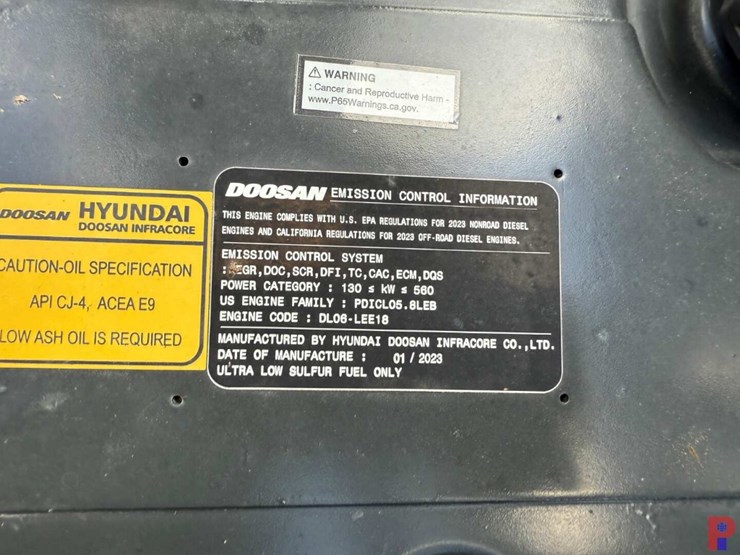 ⚠ WARNING
: Cancer and Reproductive Harm -
www.P65Warnings.ca.gov.
DOOSAN HYUNDAI
DOOSAN INFRACORE
CAUTION-OIL SPECIFICATION
API CJ-4, ACEA E9
LOW ASH OIL IS REQUIRED
DOOSAN EMISSION CONTROL INFORMATION
THIS ENGINE COMPLIES WITH U.S. EPA REGULATIONS FOR 2023 NONROAD DIESEL
ENGINES AND CALIFORNIA REGULATIONS FOR 2023 OFF-ROAD DIESEL ENGINES.
EMISSION CONTROL SYSTEM
: EGR,DOC,SCR,DFI,TC,CAC,ECM,DQS
POWER CATEGORY : 130 ≤ kW ≤ 560
US ENGINE FAMILY : PDICL05.8LEB
ENGINE CODE : DL06-LEE18
MANUFACTURED BY HYUNDAI DOOSAN INFRACORE CO.,LTD.
DATE OF MANUFACTURE : 01 / 2023
ULTRA LOW SULFUR FUEL ONLY